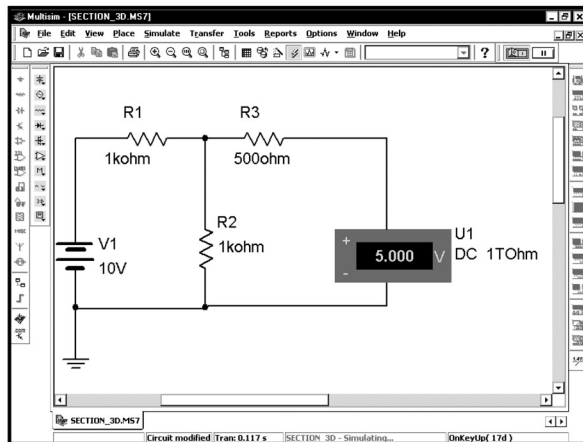 Multisim - [SECTION_3D.MS7]
File Edit View Place Simulate Transfer Tools Reports Options Window Help
R1
1kohm
R3
500ohm
R2
1kohm
V1
10V
+
5.000 V
-
U1
DC 1TOhm
SECTION_3D.MS7
Circuit modified Tran: 0.117 s SECTION_3D - Simulating... OnKeyUp( 17d )